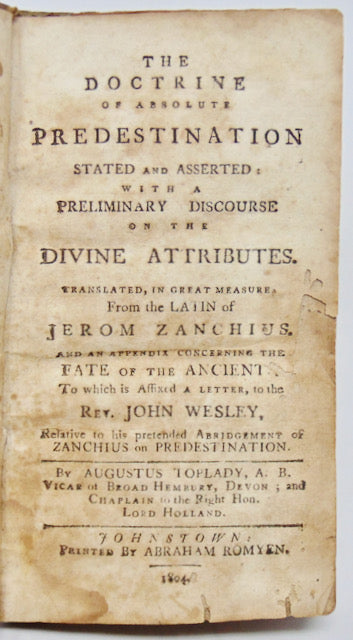 THE
DOCTRINE
OF ABSOLUTE
PREDESTINATION
STATED AND ASSERTED:
WITH A
PRELIMINARY DISCOURSE
ON THE
DIVINE ATTRIBUTES.
TRANSLATED, IN GREAT MEASURE,
From the LATIN of
JEROM ZANCHIUS.
AND AN APPENDIX CONCERNING THE
FATE OF THE ANCIENTS.
To which is Affixed A LETTER, to the
REV. JOHN WESLEY,
Relative to his pretended ABRIDGEMENT of
ZANCHIUS on PREDESTINATION.
BY AUGUSTUS TOPLADY, A. B.
VICAR of BROAD HEMBURY, DEVON; and
CHAPLAIN to the Right Hon.
LORD HOLLAND.
JOHNSTOWN:
PRINTED BY ABRAHAM ROMYEN.
1804.